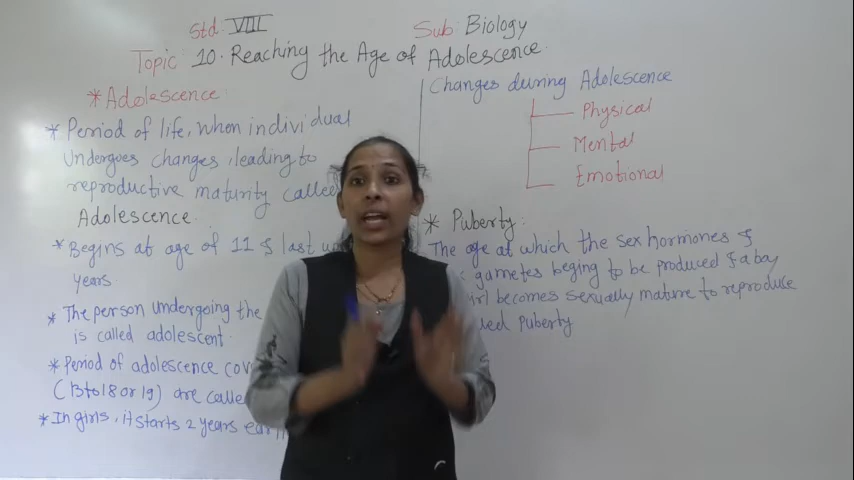 Std VIII Sub: Biology
Topic: 10. Reaching the Age of Adolescence.
* Adolescence
* Period of life, when individual
Undergoes changes, leading to
reproductive maturity called
Adolescence.
* Begins at age of 11 & last
years
* The person undergoing the
is called adolescent
* Period of adolescence
(13 to 18 or 19) are
* In girls, it starts 2 years
Changes during Adolescence
Physical
Mental
Emotional
* Puberty:
The age at which the sex hormones &
gametes beging to be produced & a boy
becomes sexually mature to reproduce
Puberty